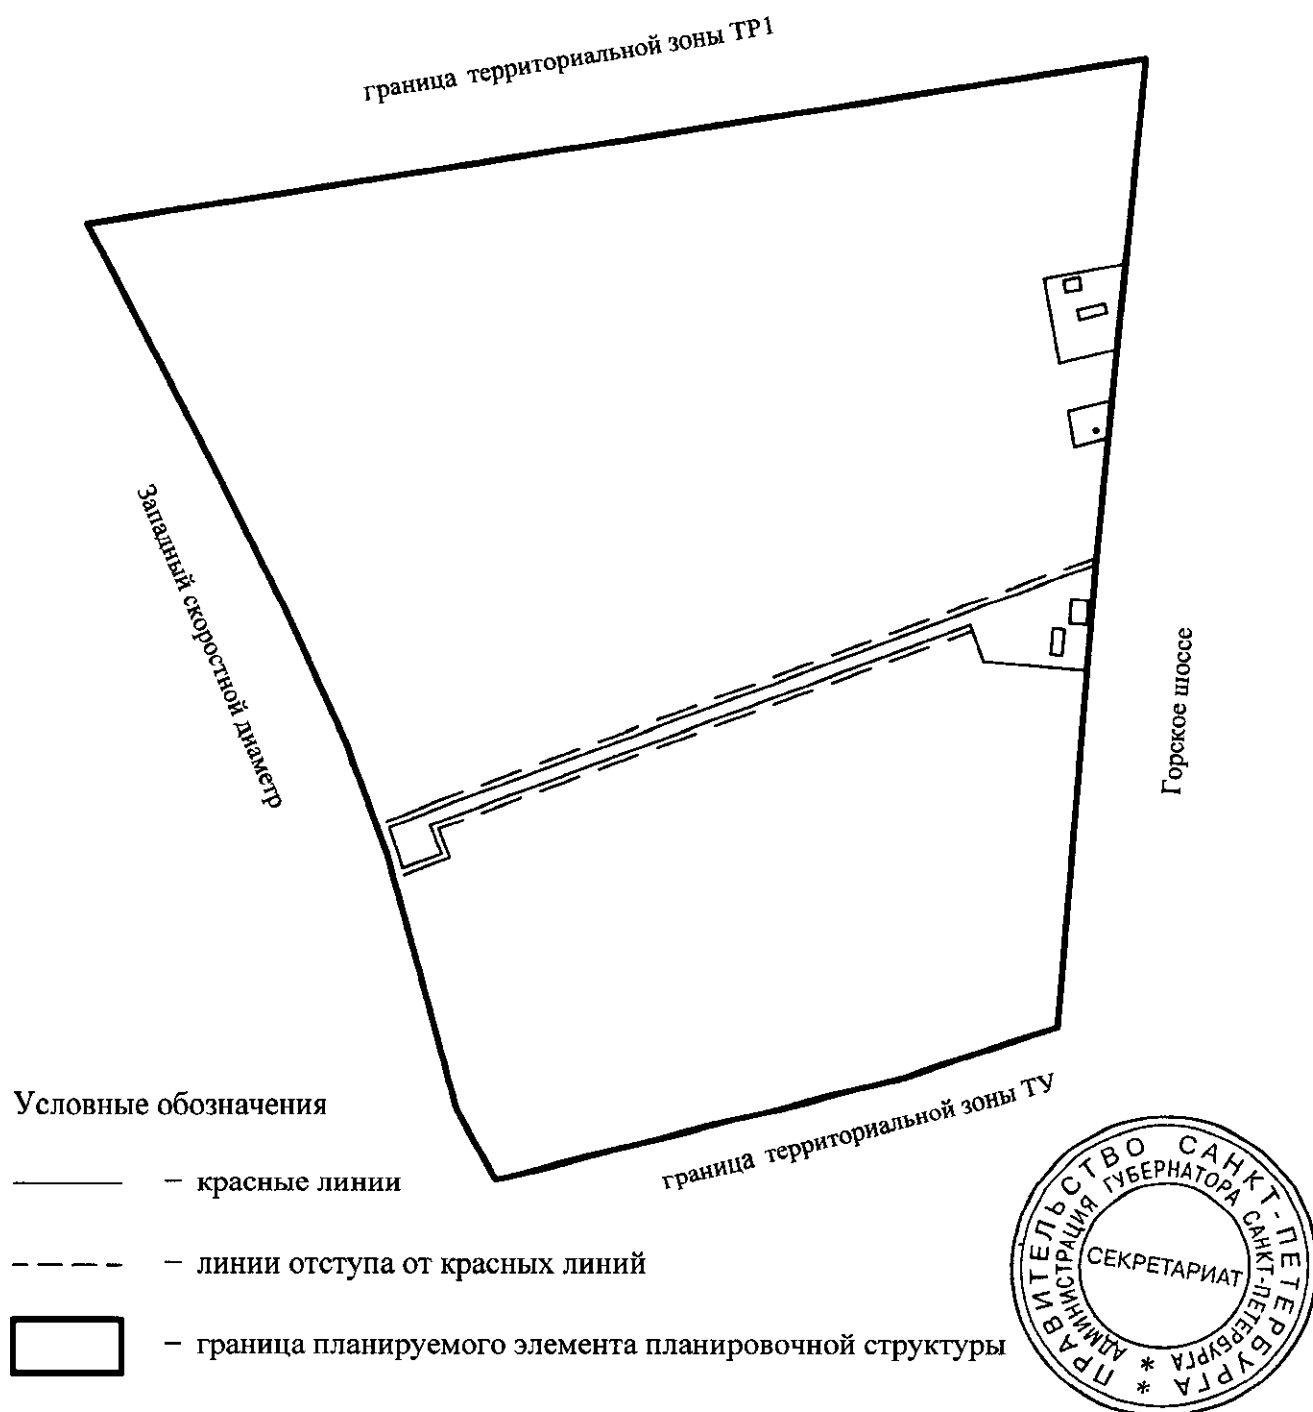 граница территориальной зоны ТР1
Западный скоростной диаметр
Горское шоссе
граница территориальной зоны ТУ
Условные обозначения
– красные линии
– линии отступа от красных линий
– граница планируемого элемента планировочной структуры
ПРАВИТЕЛЬСТВО САНКТ-ПЕТЕРБУРГА *
АДМИНИСТРАЦИЯ ГУБЕРНАТОРА САНКТ-ПЕТЕРБУРГА *
СЕКРЕТАРИАТ